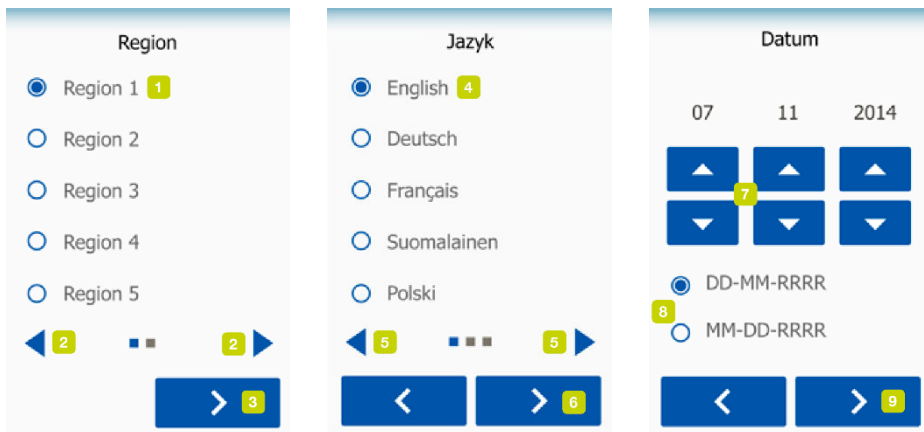 Region
Region 1 1
Region 2
Region 3
Region 4
Region 5
2 2
3
Jazyk
English 4
Deutsch
Français
Suomalainen
Polski
5 5
6
Datum
07 11 2014
7
DD-MM-RRRR
8
MM-DD-RRRR
9